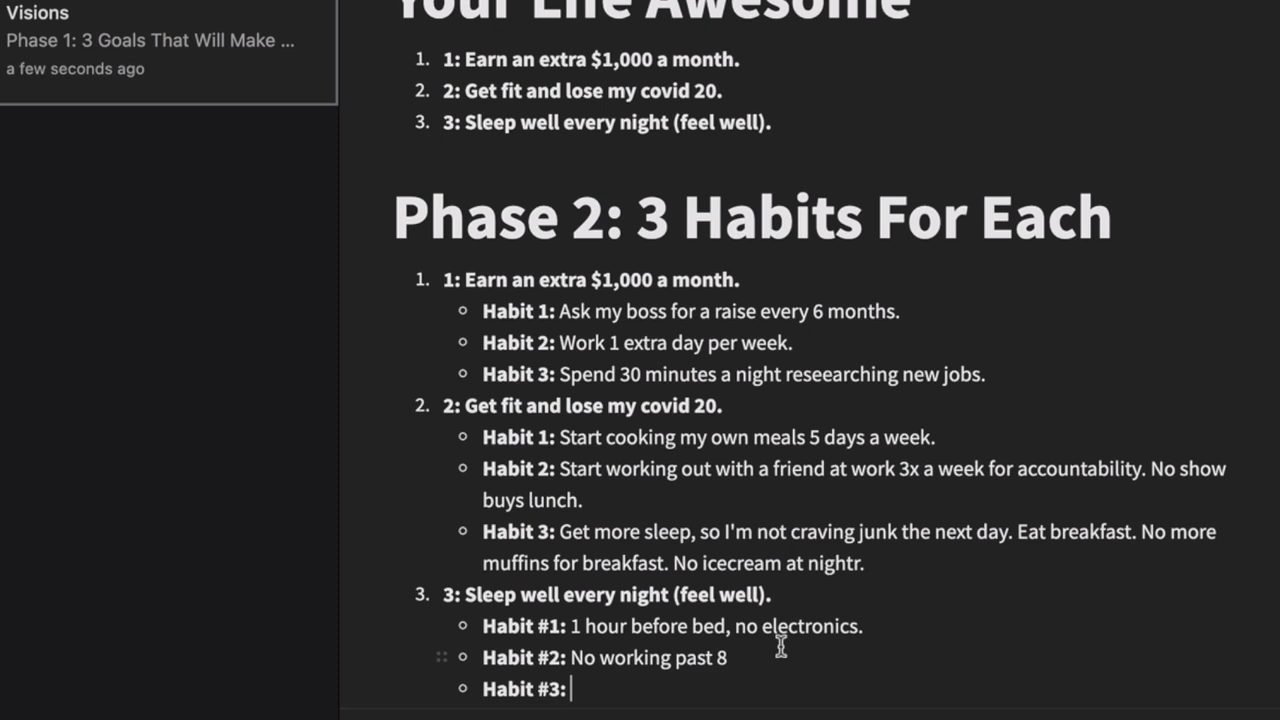 Visions
Phase 1: 3 Goals That Will Make ...
a few seconds ago
Your Life Awesome
1. 1: Earn an extra $1,000 a month.
2. 2: Get fit and lose my covid 20.
3. 3: Sleep well every night (feel well).
Phase 2: 3 Habits For Each
1. 1: Earn an extra $1,000 a month.
Habit 1: Ask my boss for a raise every 6 months.
Habit 2: Work 1 extra day per week.
Habit 3: Spend 30 minutes a night reseearching new jobs.
2. 2: Get fit and lose my covid 20.
Habit 1: Start cooking my own meals 5 days a week.
Habit 2: Start working out with a friend at work 3x a week for accountability. No show
buys lunch.
Habit 3: Get more sleep, so I'm not craving junk the next day. Eat breakfast. No more
muffins for breakfast. No icecream at nightr.
3. 3: Sleep well every night (feel well).
Habit #1: 1 hour before bed, no electronics.
Habit #2: No working past 8
Habit #3: